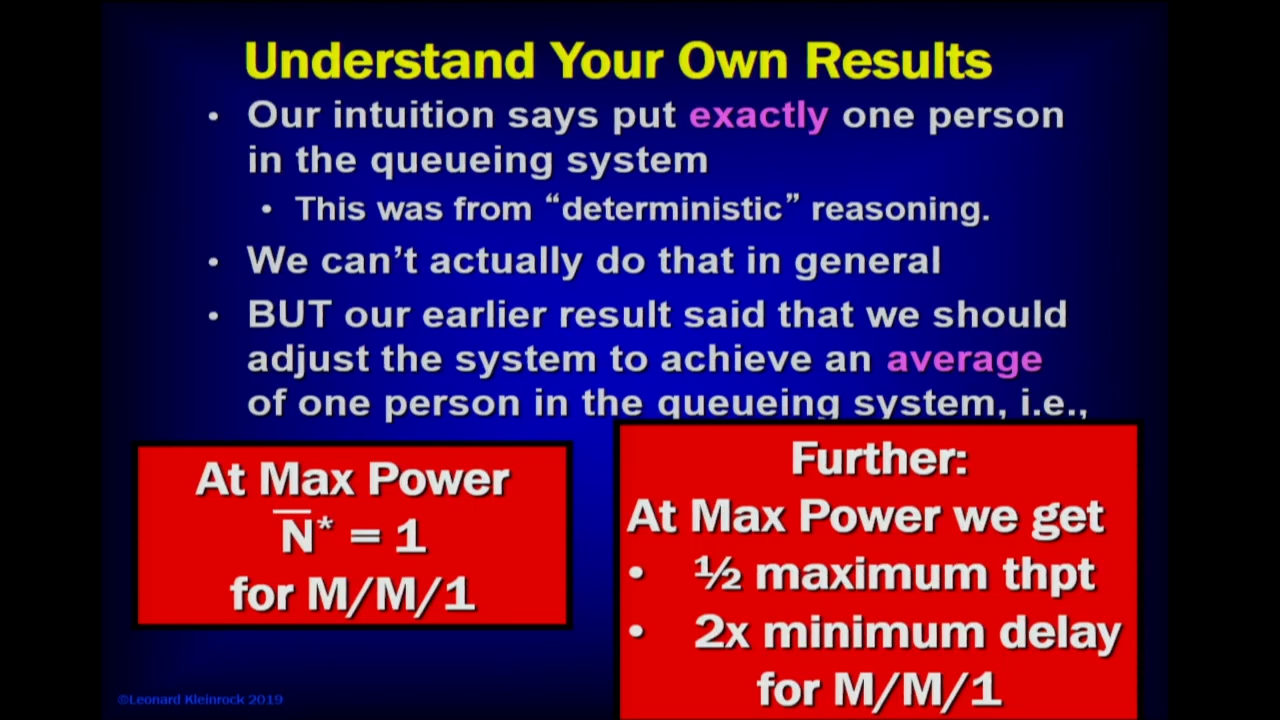 Understand Your Own Results
• Our intuition says put exactly one person
in the queueing system
• This was from “deterministic” reasoning.
• We can’t actually do that in general
• BUT our earlier result said that we should
adjust the system to achieve an average
of one person in the queueing system, i.e.,
At Max Power
N̅* = 1
for M/M/1
Further:
At Max Power we get
• ½ maximum thpt
• 2x minimum delay
for M/M/1
©Leonard Kleinrock 2019